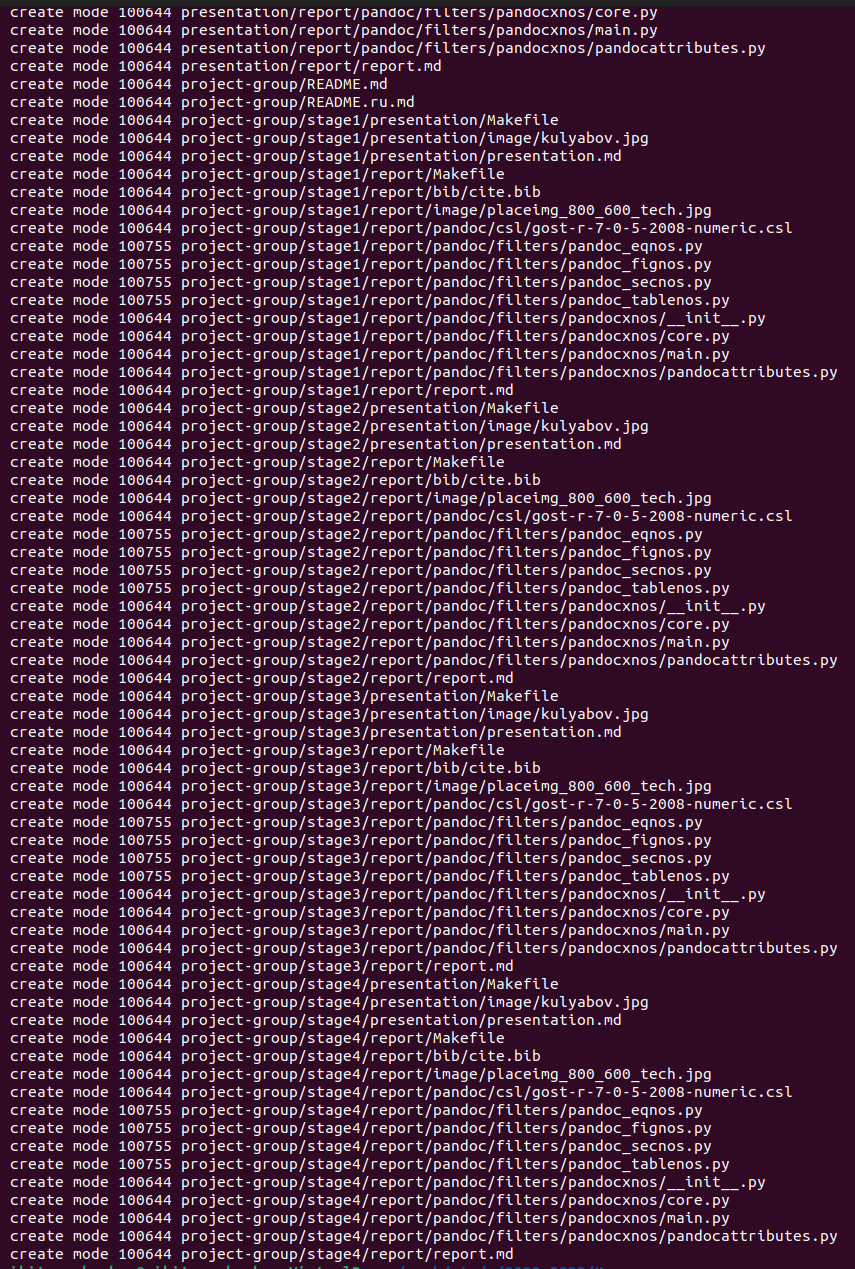 create mode 100644 presentation/report/pandoc/filters/pandocxnos/core.py
create mode 100644 presentation/report/pandoc/filters/pandocxnos/main.py
create mode 100644 presentation/report/pandoc/filters/pandocxnos/pandocattributes.py
create mode 100644 presentation/report/report.md
create mode 100644 project-group/README.md
create mode 100644 project-group/README.ru.md
create mode 100644 project-group/stage1/presentation/Makefile
create mode 100644 project-group/stage1/presentation/image/kulyabov.jpg
create mode 100644 project-group/stage1/presentation/presentation.md
create mode 100644 project-group/stage1/report/Makefile
create mode 100644 project-group/stage1/report/bib/cite.bib
create mode 100644 project-group/stage1/report/image/placeimg_800_600_tech.jpg
create mode 100644 project-group/stage1/report/pandoc/csl/gost-r-7-0-5-2008-numeric.csl
create mode 100755 project-group/stage1/report/pandoc/filters/pandoc_eqnos.py
create mode 100755 project-group/stage1/report/pandoc/filters/pandoc_fignos.py
create mode 100755 project-group/stage1/report/pandoc/filters/pandoc_secnos.py
create mode 100755 project-group/stage1/report/pandoc/filters/pandoc_tablenos.py
create mode 100644 project-group/stage1/report/pandoc/filters/pandocxnos/__init__.py
create mode 100644 project-group/stage1/report/pandoc/filters/pandocxnos/core.py
create mode 100644 project-group/stage1/report/pandoc/filters/pandocxnos/main.py
create mode 100644 project-group/stage1/report/pandoc/filters/pandocxnos/pandocattributes.py
create mode 100644 project-group/stage1/report/report.md
create mode 100644 project-group/stage2/presentation/Makefile
create mode 100644 project-group/stage2/presentation/image/kulyabov.jpg
create mode 100644 project-group/stage2/presentation/presentation.md
create mode 100644 project-group/stage2/report/Makefile
create mode 100644 project-group/stage2/report/bib/cite.bib
create mode 100644 project-group/stage2/report/image/placeimg_800_600_tech.jpg
create mode 100644 project-group/stage2/report/pandoc/csl/gost-r-7-0-5-2008-numeric.csl
create mode 100755 project-group/stage2/report/pandoc/filters/pandoc_eqnos.py
create mode 100755 project-group/stage2/report/pandoc/filters/pandoc_fignos.py
create mode 100755 project-group/stage2/report/pandoc/filters/pandoc_secnos.py
create mode 100755 project-group/stage2/report/pandoc/filters/pandoc_tablenos.py
create mode 100644 project-group/stage2/report/pandoc/filters/pandocxnos/__init__.py
create mode 100644 project-group/stage2/report/pandoc/filters/pandocxnos/core.py
create mode 100644 project-group/stage2/report/pandoc/filters/pandocxnos/main.py
create mode 100644 project-group/stage2/report/pandoc/filters/pandocxnos/pandocattributes.py
create mode 100644 project-group/stage2/report/report.md
create mode 100644 project-group/stage3/presentation/Makefile
create mode 100644 project-group/stage3/presentation/image/kulyabov.jpg
create mode 100644 project-group/stage3/presentation/presentation.md
create mode 100644 project-group/stage3/report/Makefile
create mode 100644 project-group/stage3/report/bib/cite.bib
create mode 100644 project-group/stage3/report/image/placeimg_800_600_tech.jpg
create mode 100644 project-group/stage3/report/pandoc/csl/gost-r-7-0-5-2008-numeric.csl
create mode 100755 project-group/stage3/report/pandoc/filters/pandoc_eqnos.py
create mode 100755 project-group/stage3/report/pandoc/filters/pandoc_fignos.py
create mode 100755 project-group/stage3/report/pandoc/filters/pandoc_secnos.py
create mode 100755 project-group/stage3/report/pandoc/filters/pandoc_tablenos.py
create mode 100644 project-group/stage3/report/pandoc/filters/pandocxnos/__init__.py
create mode 100644 project-group/stage3/report/pandoc/filters/pandocxnos/core.py
create mode 100644 project-group/stage3/report/pandoc/filters/pandocxnos/main.py
create mode 100644 project-group/stage3/report/pandoc/filters/pandocxnos/pandocattributes.py
create mode 100644 project-group/stage3/report/report.md
create mode 100644 project-group/stage4/presentation/Makefile
create mode 100644 project-group/stage4/presentation/image/kulyabov.jpg
create mode 100644 project-group/stage4/presentation/presentation.md
create mode 100644 project-group/stage4/report/Makefile
create mode 100644 project-group/stage4/report/bib/cite.bib
create mode 100644 project-group/stage4/report/image/placeimg_800_600_tech.jpg
create mode 100644 project-group/stage4/report/pandoc/csl/gost-r-7-0-5-2008-numeric.csl
create mode 100755 project-group/stage4/report/pandoc/filters/pandoc_eqnos.py
create mode 100755 project-group/stage4/report/pandoc/filters/pandoc_fignos.py
create mode 100755 project-group/stage4/report/pandoc/filters/pandoc_secnos.py
create mode 100755 project-group/stage4/report/pandoc/filters/pandoc_tablenos.py
create mode 100644 project-group/stage4/report/pandoc/filters/pandocxnos/__init__.py
create mode 100644 project-group/stage4/report/pandoc/filters/pandocxnos/core.py
create mode 100644 project-group/stage4/report/pandoc/filters/pandocxnos/main.py
create mode 100644 project-group/stage4/report/pandoc/filters/pandocxnos/pandocattributes.py
create mode 100644 project-group/stage4/report/report.md